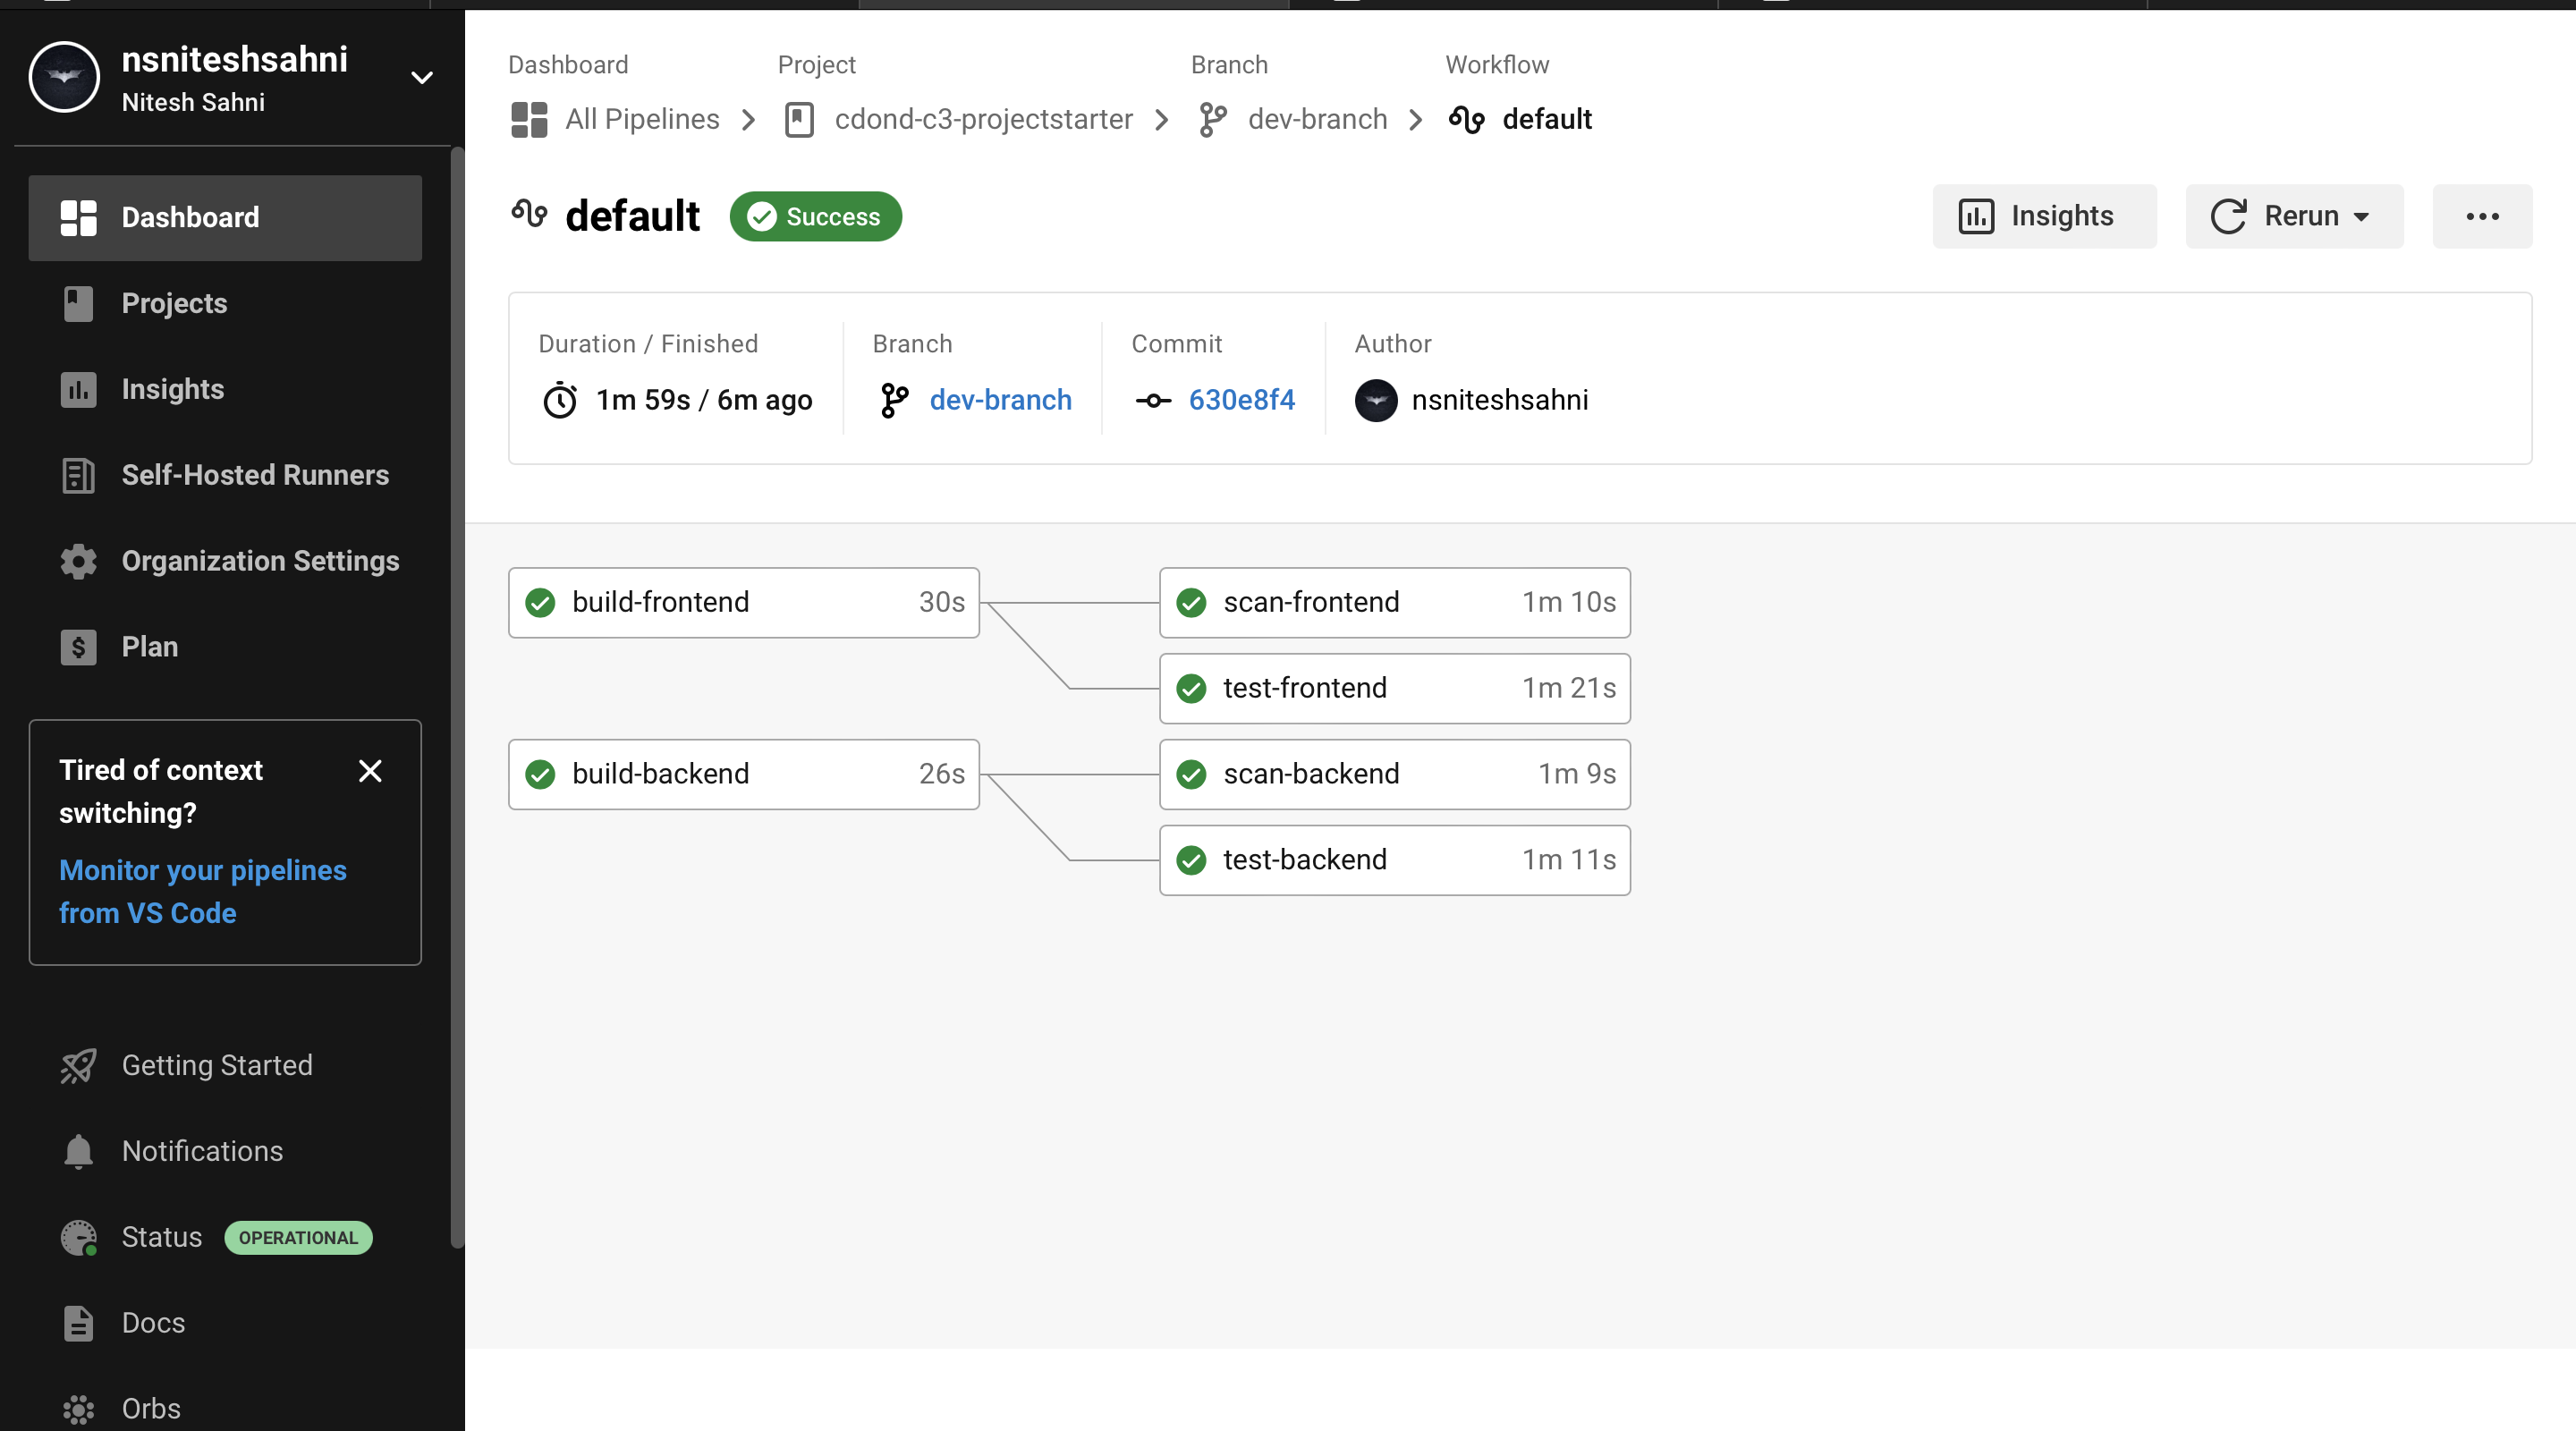 nsniteshsahni
Nitesh Sahni
Dashboard
Projects
Insights
Self-Hosted Runners
Organization Settings
Plan
Tired of context
switching?
Monitor your pipelines
from VS Code
Getting Started
Notifications
Status OPERATIONAL
Docs
Orbs
Dashboard Project Branch Workflow
All Pipelines cdond-c3-projectstarter dev-branch default
default Success
Insights Rerun
Duration / Finished Branch Commit Author
1m 59s / 6m ago dev-branch 630e8f4 nsniteshsahni
build-frontend 30s scan-frontend 1m 10s
test-frontend 1m 21s
build-backend 26s scan-backend 1m 9s
test-backend 1m 11s